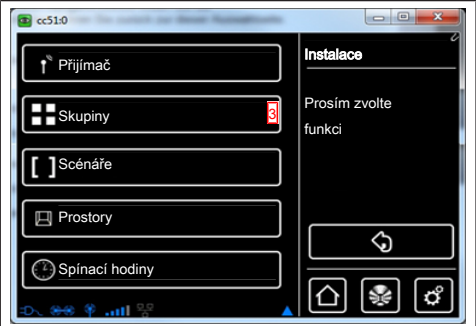 cc51:0
Přijímač
Skupiny
3
Scénáře
Prostory
Spínací hodiny
Instalace
Prosím zvolte
funkci